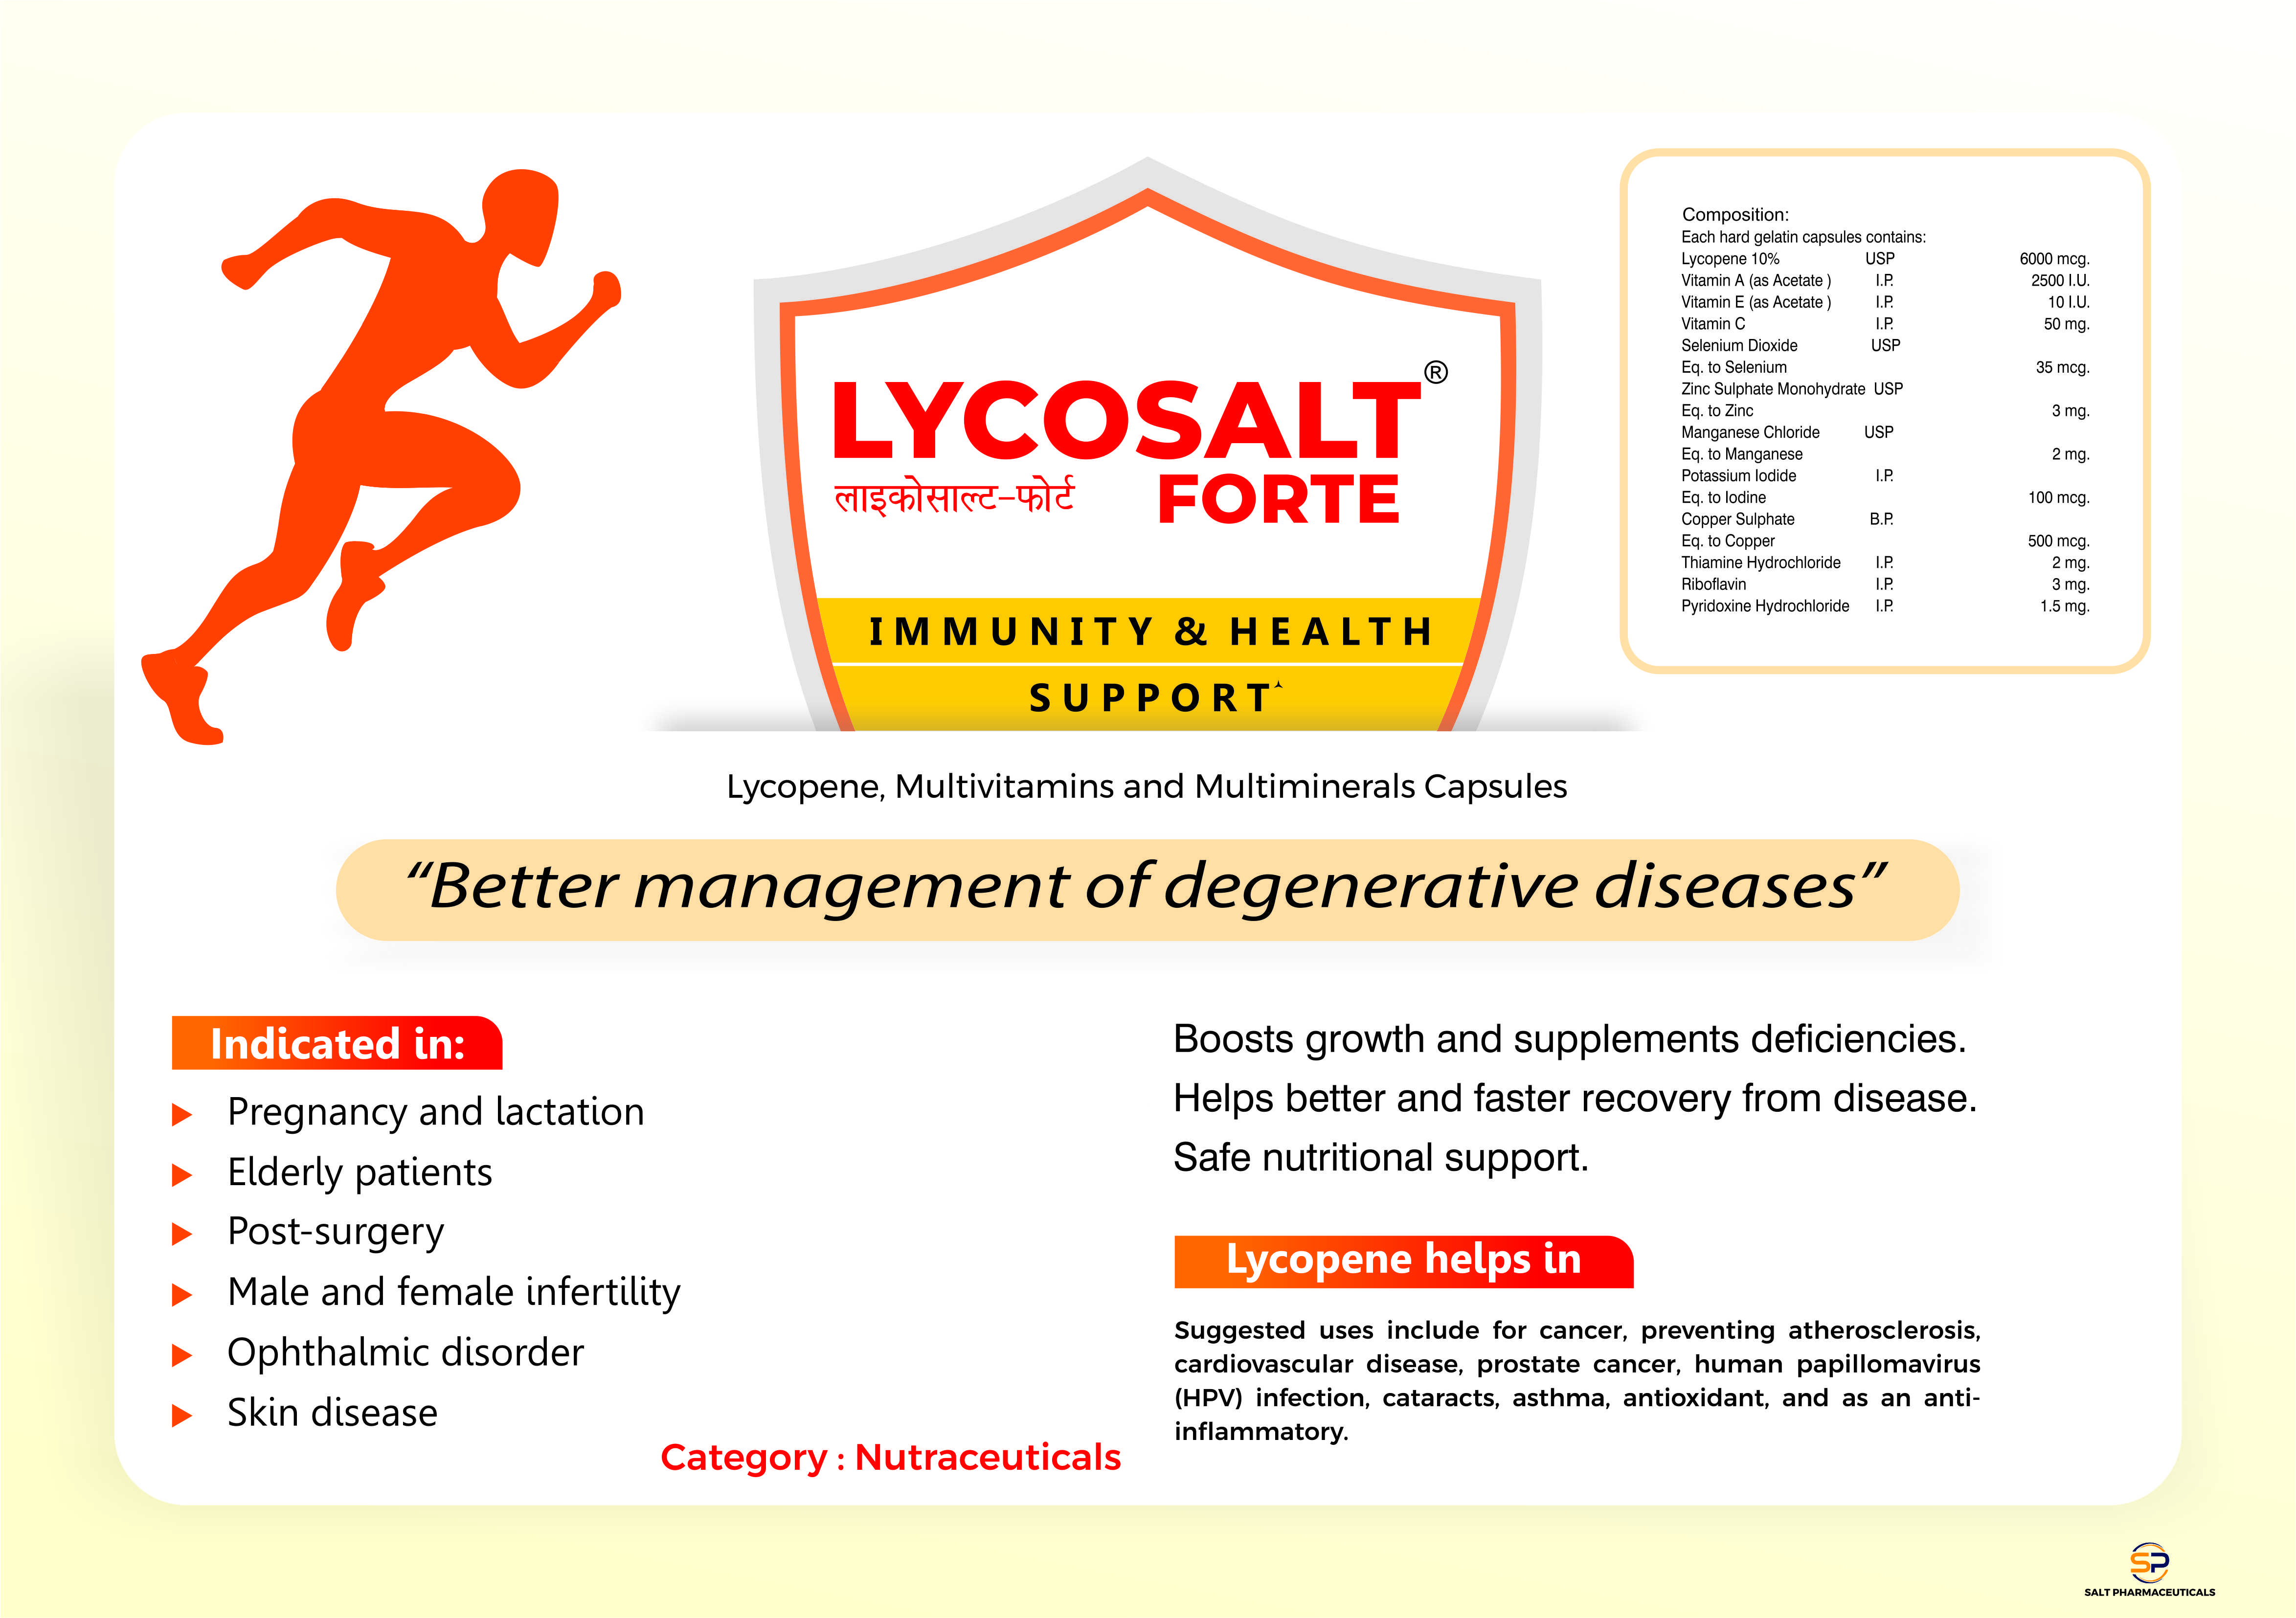 LYCOSALT®
लाइकोसाल्ट-फोर्ट FORTE
IMMUNITY & HEALTH
SUPPORT
Composition:
Each hard gelatin capsules contains:
Lycopene 10% USP 6000 mcg.
Vitamin A (as Acetate ) I.P. 2500 I.U.
Vitamin E (as Acetate ) I.P. 10 I.U.
Vitamin C I.P. 50 mg.
Selenium Dioxide USP
Eq. to Selenium 35 mcg.
Zinc Sulphate Monohydrate USP
Eq. to Zinc 3 mg.
Manganese Chloride USP
Eq. to Manganese 2 mg.
Potassium Iodide I.P.
Eq. to Iodine 100 mcg.
Copper Sulphate B.P.
Eq. to Copper 500 mcg.
Thiamine Hydrochloride I.P. 2 mg.
Riboflavin I.P. 3 mg.
Pyridoxine Hydrochloride I.P. 1.5 mg.
Lycopene, Multivitamins and Multiminerals Capsules
“Better management of degenerative diseases”
Indicated in:
Pregnancy and lactation
Elderly patients
Post-surgery
Male and female infertility
Ophthalmic disorder
Skin disease
Boosts growth and supplements deficiencies.
Helps better and faster recovery from disease.
Safe nutritional support.
Lycopene helps in
Suggested uses include for cancer, preventing atherosclerosis,
cardiovascular disease, prostate cancer, human papillomavirus
(HPV) infection, cataracts, asthma, antioxidant, and as an anti-
inflammatory.
Category : Nutraceuticals
SP
SALT PHARMACEUTICALS